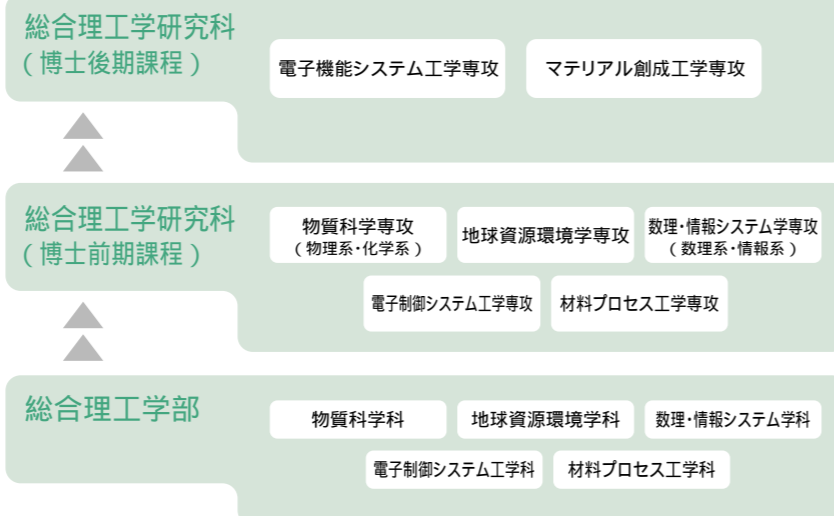 総合理工学研究科
(博士後期課程)
電子機能システム工学専攻
マテリアル創成工学専攻
総合理工学研究科
(博士前期課程)
物質科学専攻
(物理系・化学系)
地球資源環境学専攻
数理・情報システム学専攻
(数理系・情報系)
電子制御システム工学専攻
材料プロセス工学専攻
総合理工学部
物質科学科
地球資源環境学科
数理・情報システム学科
電子制御システム工学科
材料プロセス工学科